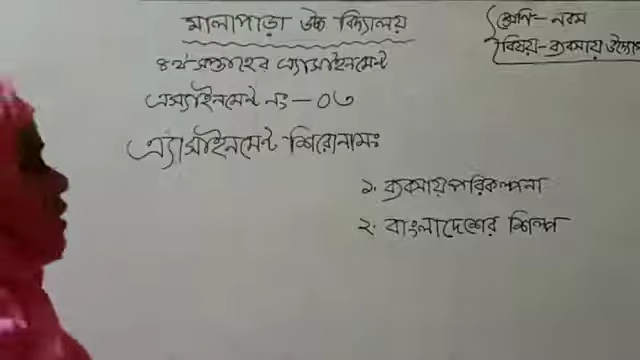 মালাপাড়া উচ্চ বিদ্যালয়
শ্রেণি - নবম
বিষয় - ব্যবসায় উদ্যোগ
৪র্থ সপ্তাহের এ্যাসাইনমেন্ট
এস্যাইনমেন্ট নং - ০৩
এ্যাসাইনমেন্ট শিরোনামঃ
১. ব্যবসায় পরিকল্পনা
২. বাংলাদেশের শিল্প